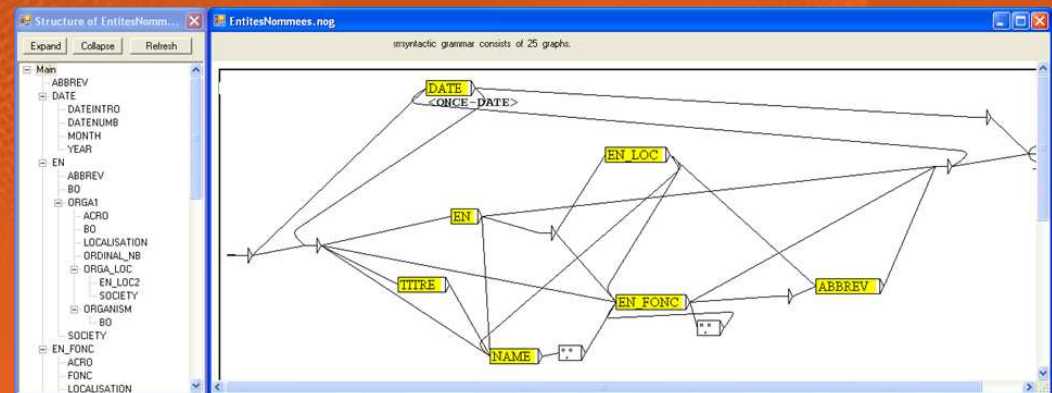 Structure of EntitesNomm...
Expand Collapse Refresh
Main
ABBREV
DATE
DATEINTRO
DATENUMB
MONTH
YEAR
EN
ABBREV
BO
ORGA1
ACRO
BO
LOCALISATION
ORDINAL_NB
ORGA_LOC
EN_LOC2
SOCIETY
ORGANISM
BO
SOCIETY
EN_FONC
ACRO
FONC
LOCALISATION
EntitesNommees.nog
syntactic grammar consists of 25 graphs.
DATE
<ONCE-DATE>
EN_LOC
EN
TITRE
ABBREV
EN_FONC
NAME